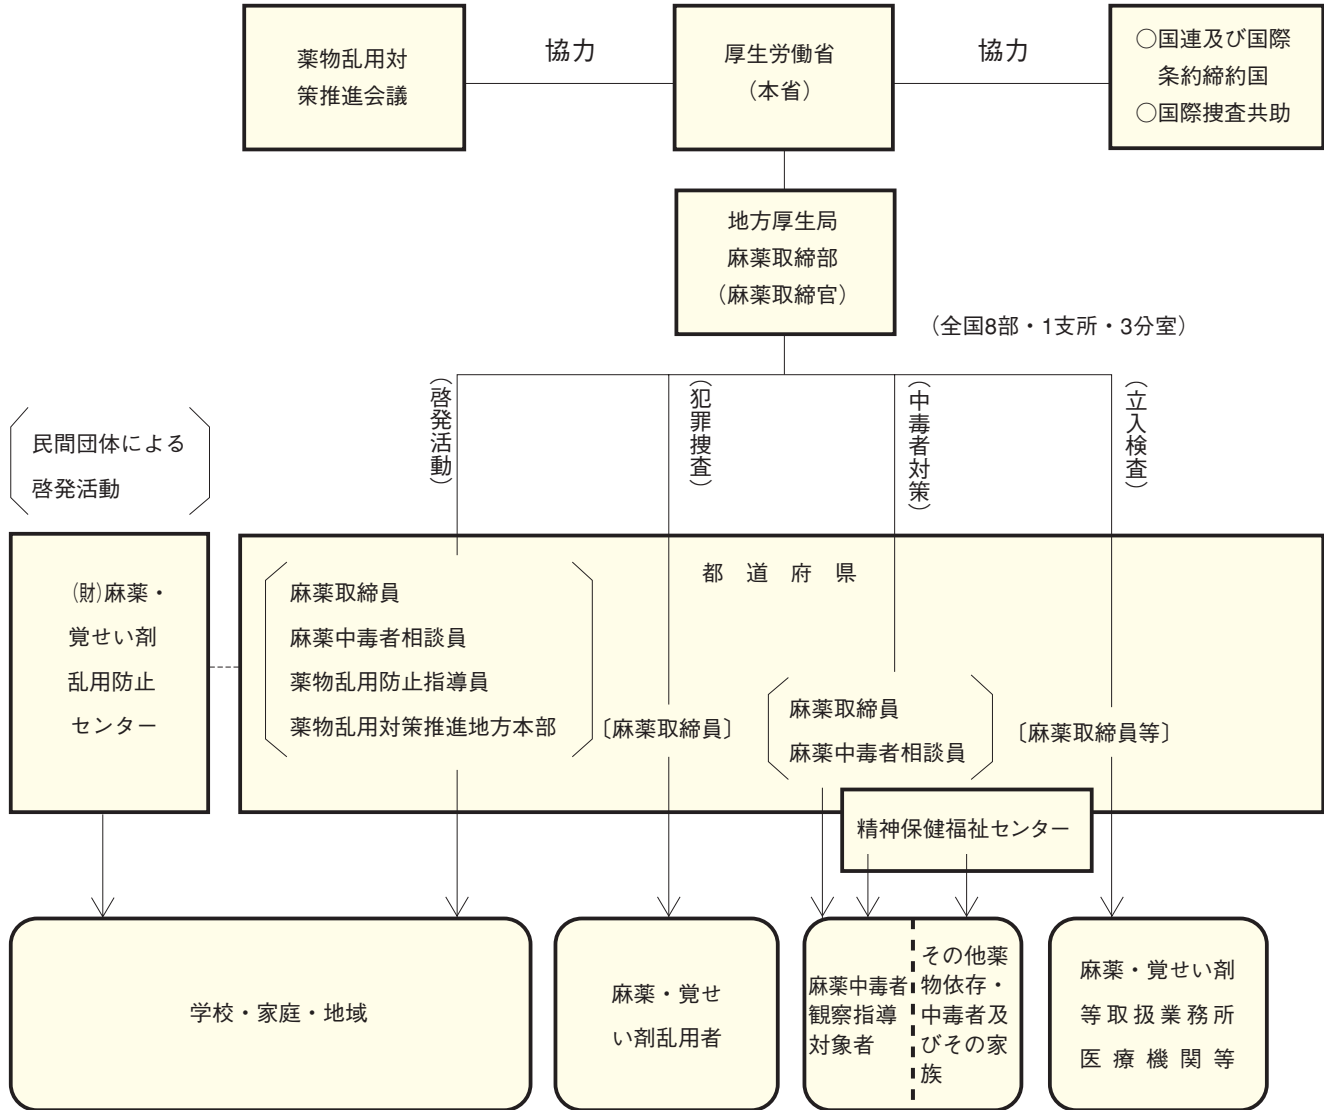 薬物乱用対
策推進会議
協力
厚生労働省
（本省）
協力
○国連及び国際
条約締約国
○国際捜査共助
地方厚生局
麻薬取締部
（麻薬取締官）
（全国8部・1支所・3分室）
（啓発活動）
（犯罪捜査）
（中毒者対策）
（立入検査）
民間団体による
啓発活動
(財)麻薬・
覚せい剤
乱用防止
センター
都道府県
麻薬取締員
麻薬中毒者相談員
薬物乱用防止指導員
薬物乱用対策推進地方本部
〔麻薬取締員〕
麻薬取締員
麻薬中毒者相談員
〔麻薬取締員等〕
精神保健福祉センター
学校・家庭・地域
麻薬・覚せ
い剤乱用者
麻薬中毒者
観察指導
対象者
その他薬
物依存・
中毒者及
びその家
族
麻薬・覚せい剤
等取扱業務所
医療機関等